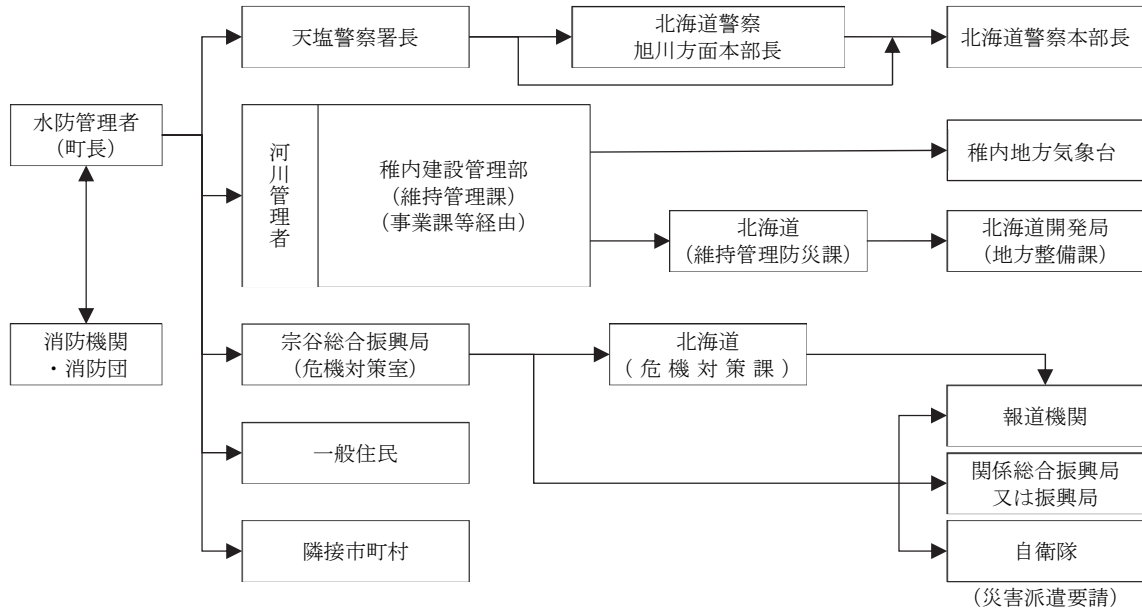 天塩警察署長
北海道警察
旭川方面本部長
北海道警察本部長
水防管理者
(町長)
河川管理者
稚内建設管理部
(維持管理課)
(事業課等経由)
稚内地方気象台
北海道
(維持管理防災課)
北海道開発局
(地方整備課)
消防機関
・消防団
宗谷総合振興局
(危機対策室)
北海道
(危機対策課)
報道機関
一般住民
関係総合振興局
又は振興局
隣接市町村
自衛隊
(災害派遣要請)